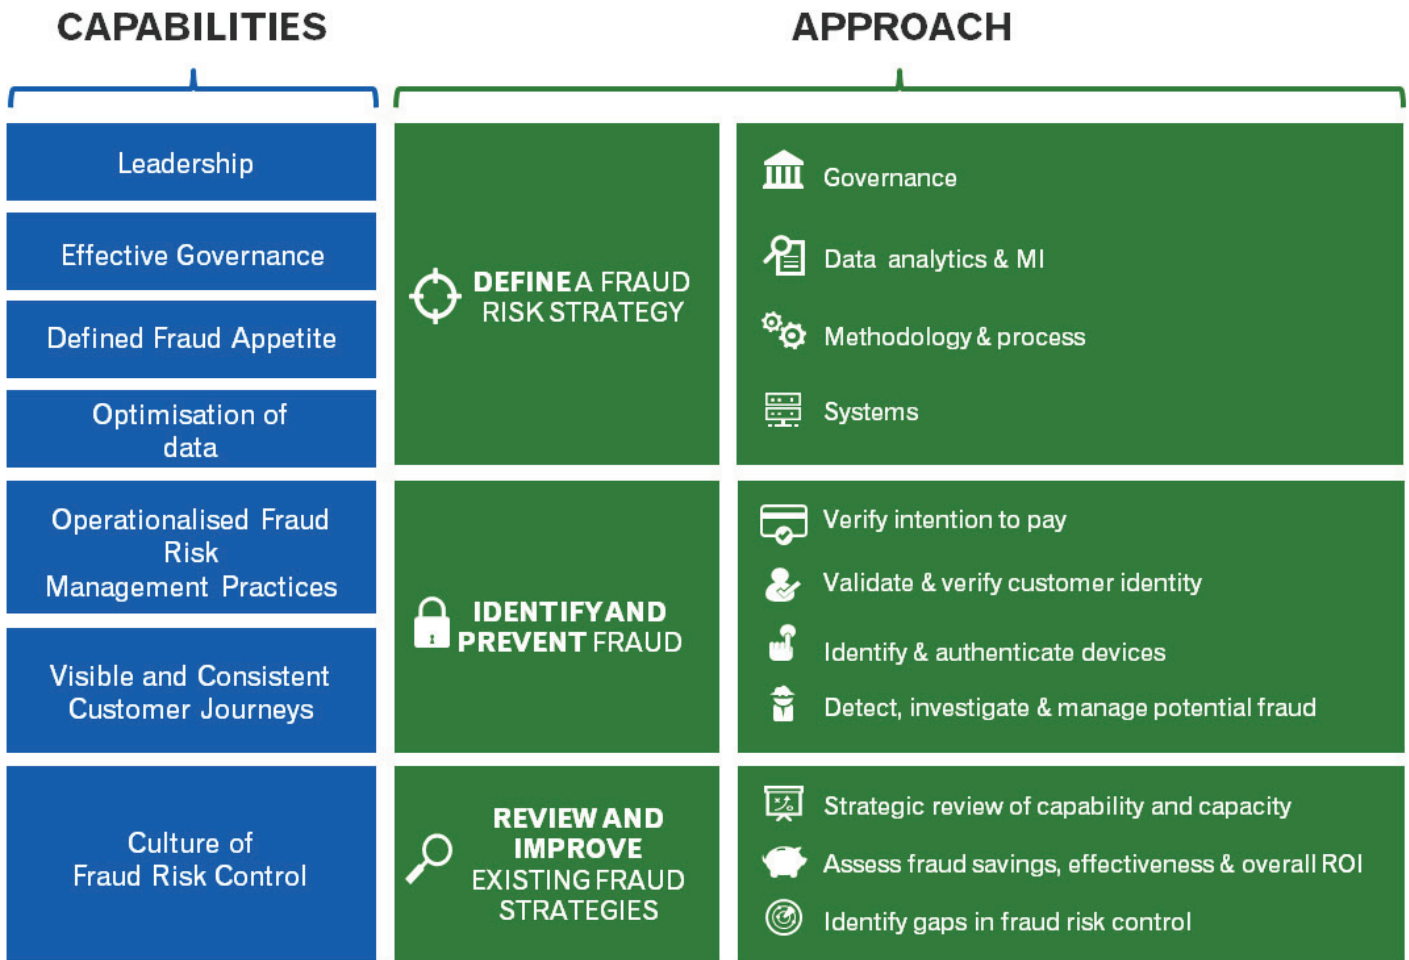 CAPABILITIES
APPROACH
Leadership
Effective Governance
Defined Fraud Appetite
Optimisation of
data
DEFINE A FRAUD
RISK STRATEGY
Governance
Data analytics & MI
Methodology & process
Systems
Operationalised Fraud
Risk
Management Practices
Visible and Consistent
Customer Journeys
IDENTIFY AND
PREVENT FRAUD
Verify intention to pay
Validate & verify customer identity
Identify & authenticate devices
Detect, investigate & manage potential fraud
Culture of
Fraud Risk Control
REVIEW AND
IMPROVE
EXISTING FRAUD
STRATEGIES
Strategic review of capability and capacity
Assess fraud savings, effectiveness & overall ROI
Identify gaps in fraud risk control